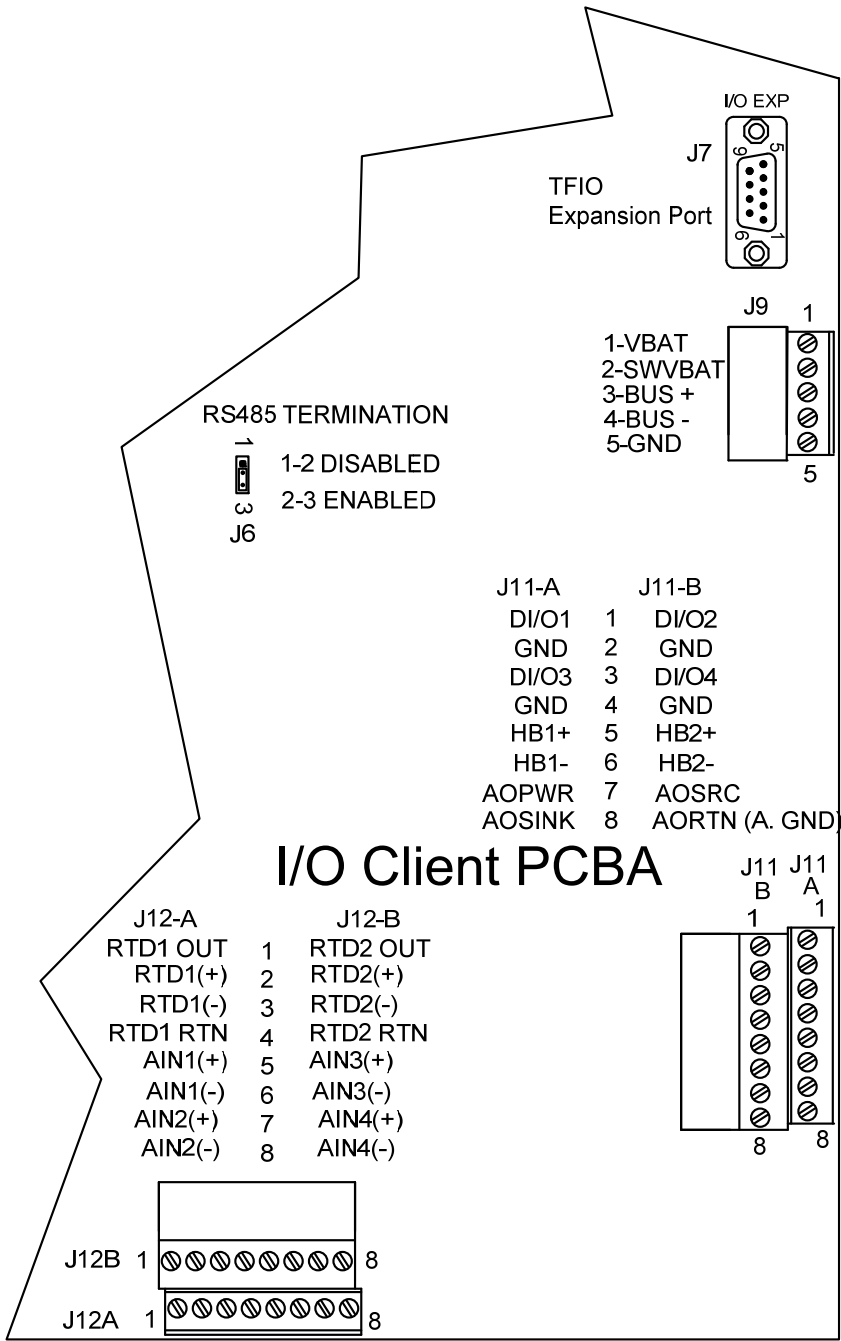 I/O EXP
J7
5
9
TFIO
Expansion Port
1
6
J9
1
1-VBAT
2-SWVBAT
3-BUS +
4-BUS -
5-GND
5
RS485 TERMINATION
1
1-2 DISABLED
2-3 ENABLED
3
J6
J11-A J11-B
DI/O1 1 DI/O2
GND 2 GND
DI/O3 3 DI/O4
GND 4 GND
HB1+ 5 HB2+
HB1- 6 HB2-
AOPWR 7 AOSRC
AOSINK 8 AORTN (A. GND)
I/O Client PCBA
J11
B
J11
A
1
1
8
8
J12-A J12-B
RTD1 OUT 1 RTD2 OUT
RTD1(+) 2 RTD2(+)
RTD1(-) 3 RTD2(-)
RTD1 RTN 4 RTD2 RTN
AIN1(+) 5 AIN3(+)
AIN1(-) 6 AIN3(-)
AIN2(+) 7 AIN4(+)
AIN2(-) 8 AIN4(-)
J12B 1 8
J12A 1 8